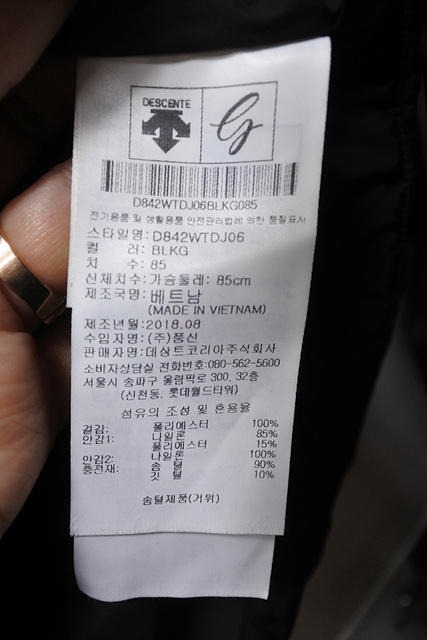 DESCENTE
D842WTDJ06BLKG085
전기용품 및 생활용품 안전관리법에 의한 품질표시
스타일명: D842WTDJ06
컬 러: BLKG
치 수: 85
신체치수: 가슴둘레: 85cm
제조국명: 베트남
(MADE IN VIETNAM)
제조년월: 2018.08
수입자명: (주)풍신
판매자명: 데상트코리아주식회사
소비자상담실 전화번호: 080-562-5600
서울시 송파구 올림픽로 300, 32층
(신천동, 롯데월드타워)
섬유의 조성 및 혼용율
겉감: 폴리에스터 100%
안감1: 나일론 85%
폴리에스터 15%
안감2: 나일론 100%
충전재: 솜털 90%
깃털 10%
솜털제품(거위)